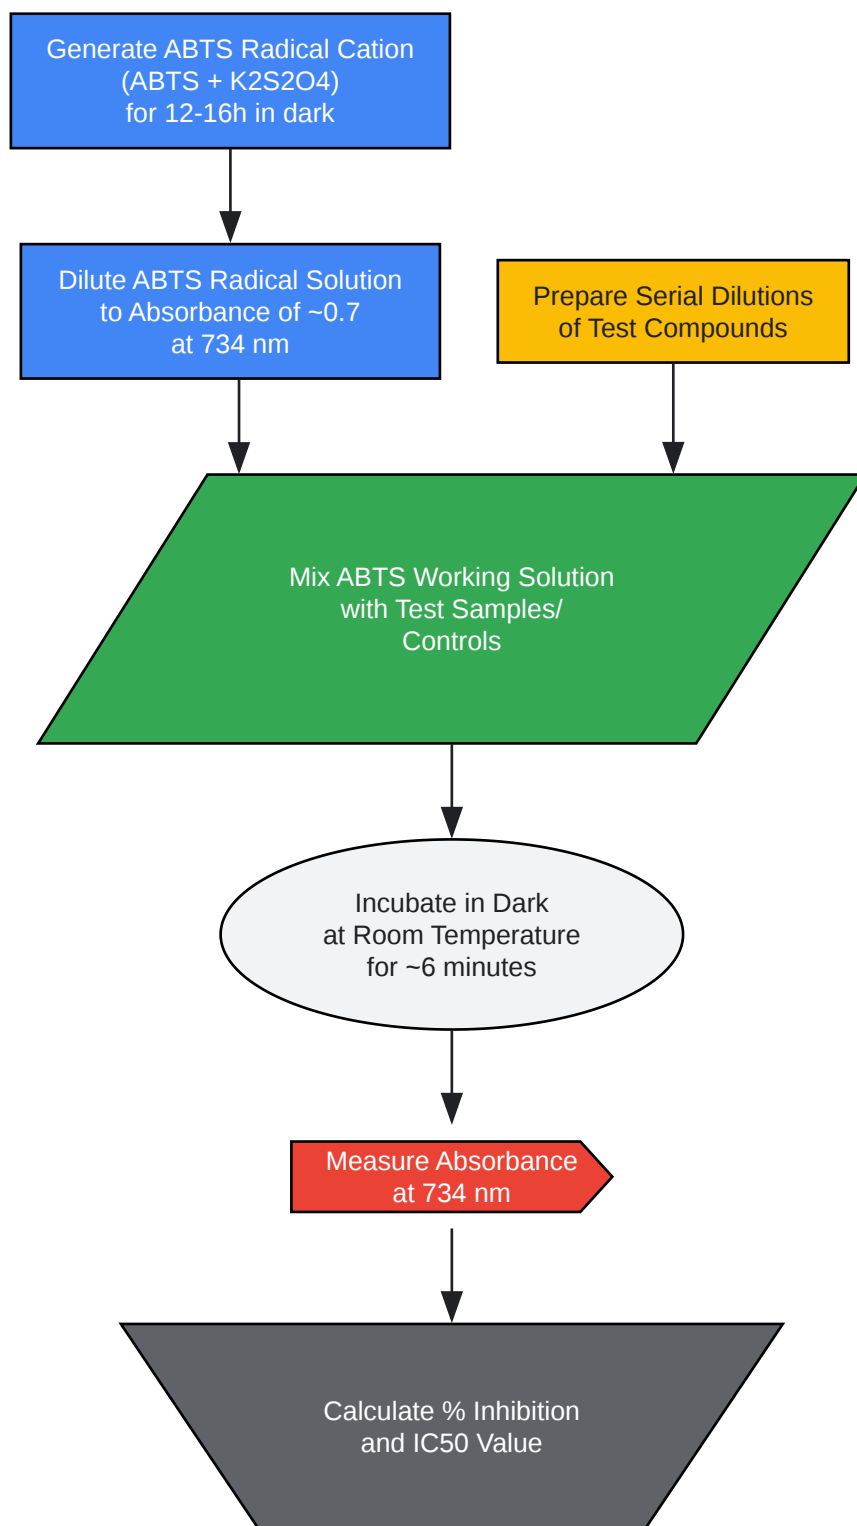 Generate ABTS Radical Cation
(ABTS + K2S2O4)
for 12-16h in dark
Dilute ABTS Radical Solution
to Absorbance of ~0.7
at 734 nm
Prepare Serial Dilutions
of Test Compounds
Mix ABTS Working Solution
with Test Samples/
Controls
Incubate in Dark
at Room Temperature
for ~6 minutes
Measure Absorbance
at 734 nm
Calculate % Inhibition
and IC50 Value